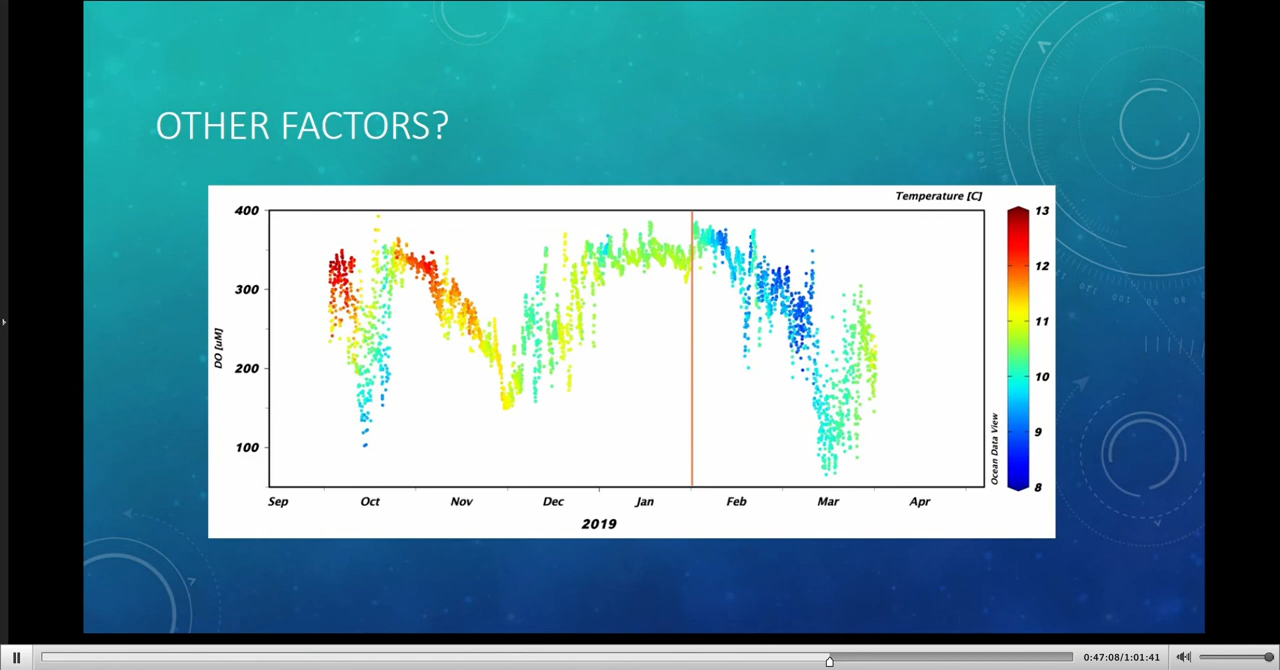 OTHER FACTORS?
Temperature [C]
400
300
200
100
DO [uM]
Sep Oct Nov Dec Jan Feb Mar Apr
2019
Ocean Data View
13
12
11
10
9
8
0:47:08/1:01:41